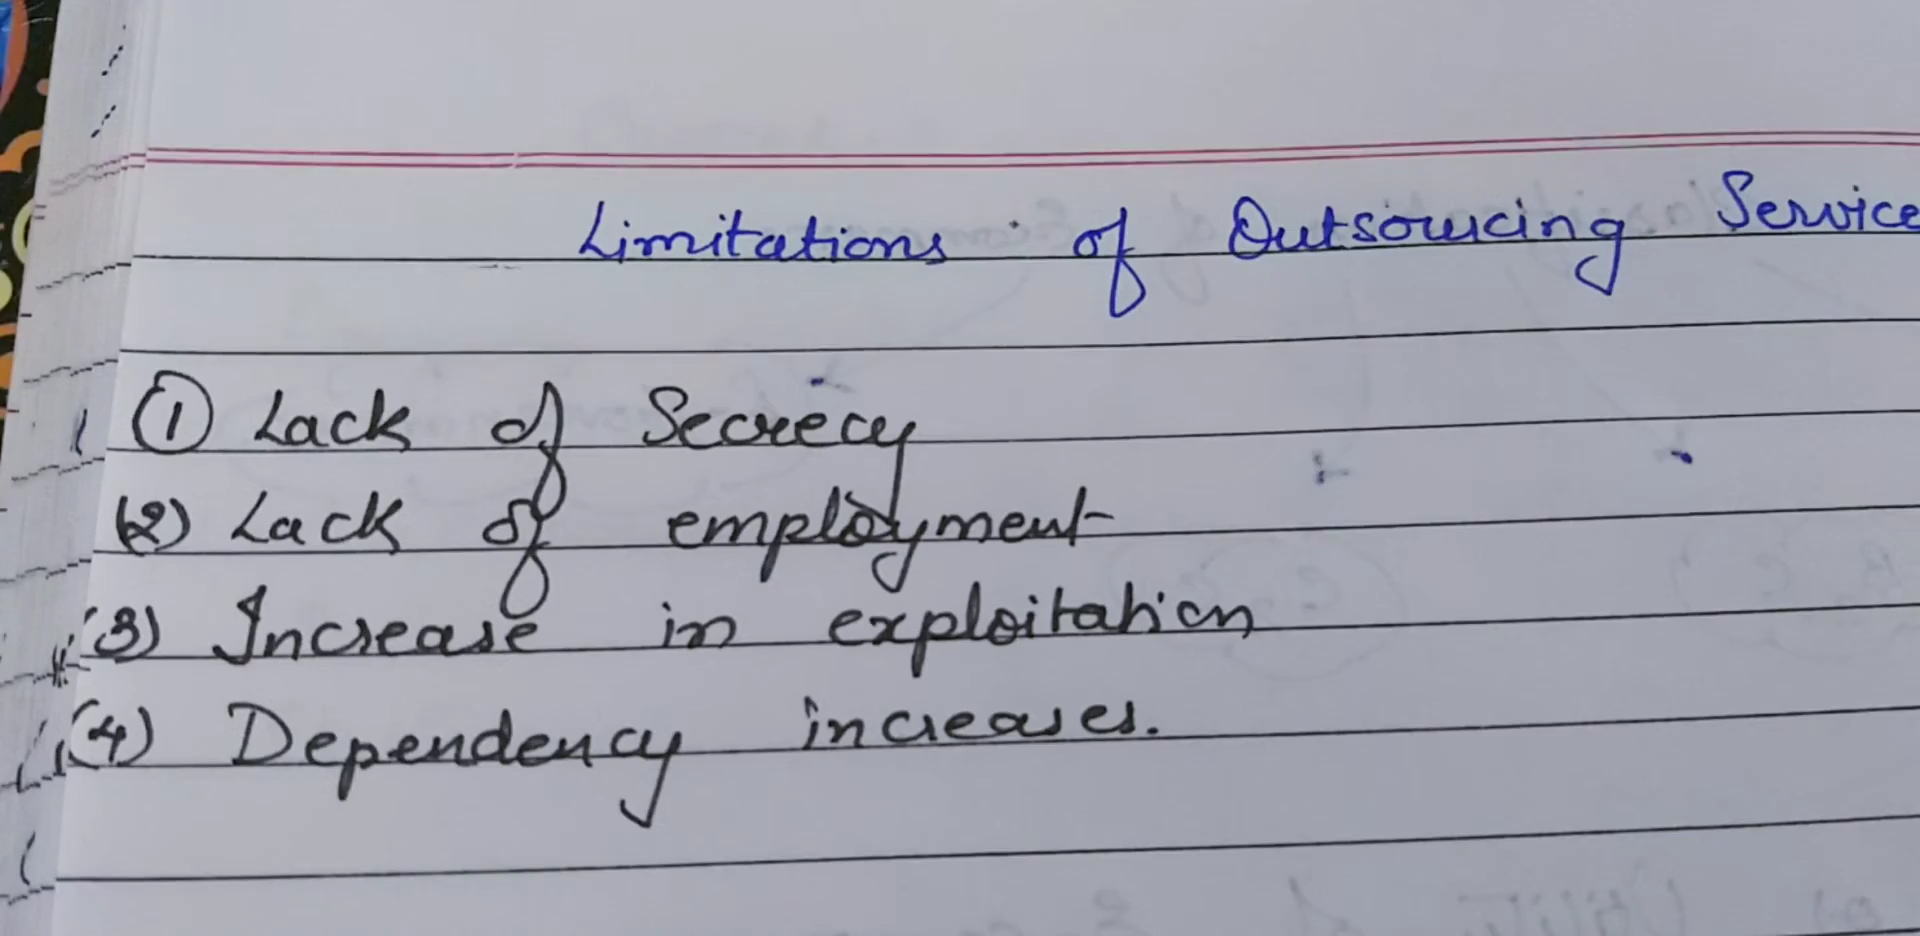 Limitations of Outsourcing Service
① Lack of Secrecy
(2) Lack of employment
(3) Increase in exploitation
(4) Dependency increases.